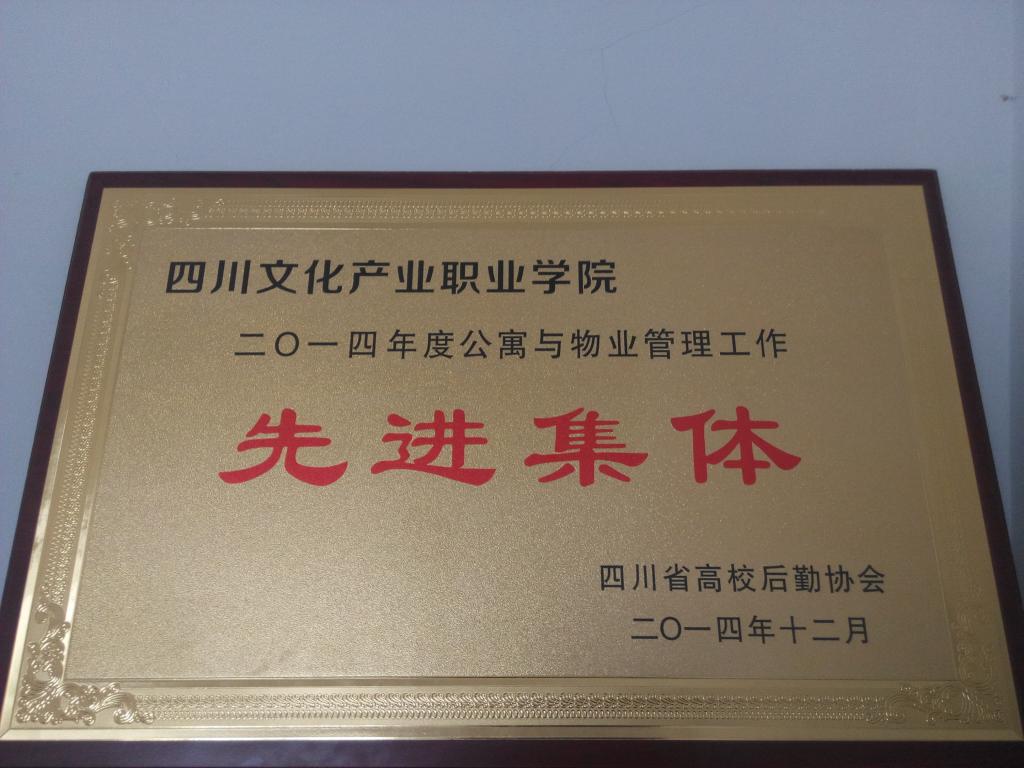 四川文化产业职业学院
二〇一四年度公寓与物业管理工作
先进集体
四川省高校后勤协会
二〇一四年十二月